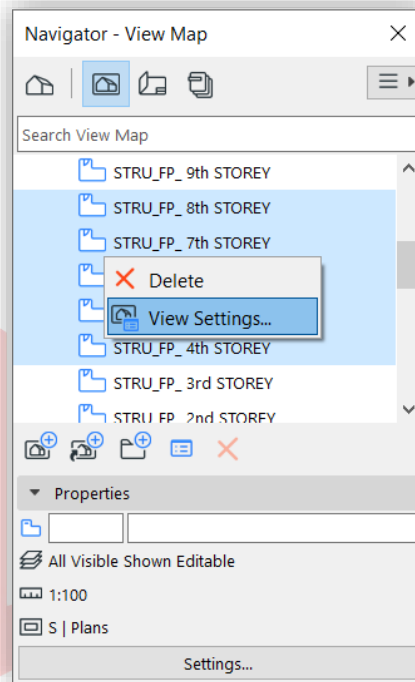 Navigator - View Map
Search View Map
STRU_FP_ 9th STOREY
STRU_FP_ 8th STOREY
STRU_FP_ 7th STOREY
Delete
View Settings...
STRU_FP_ 4th STOREY
STRU_FP_ 3rd STOREY
STRU_FP_ 2nd STOREY
Properties
All Visible Shown Editable
1:100
S | Plans
Settings...